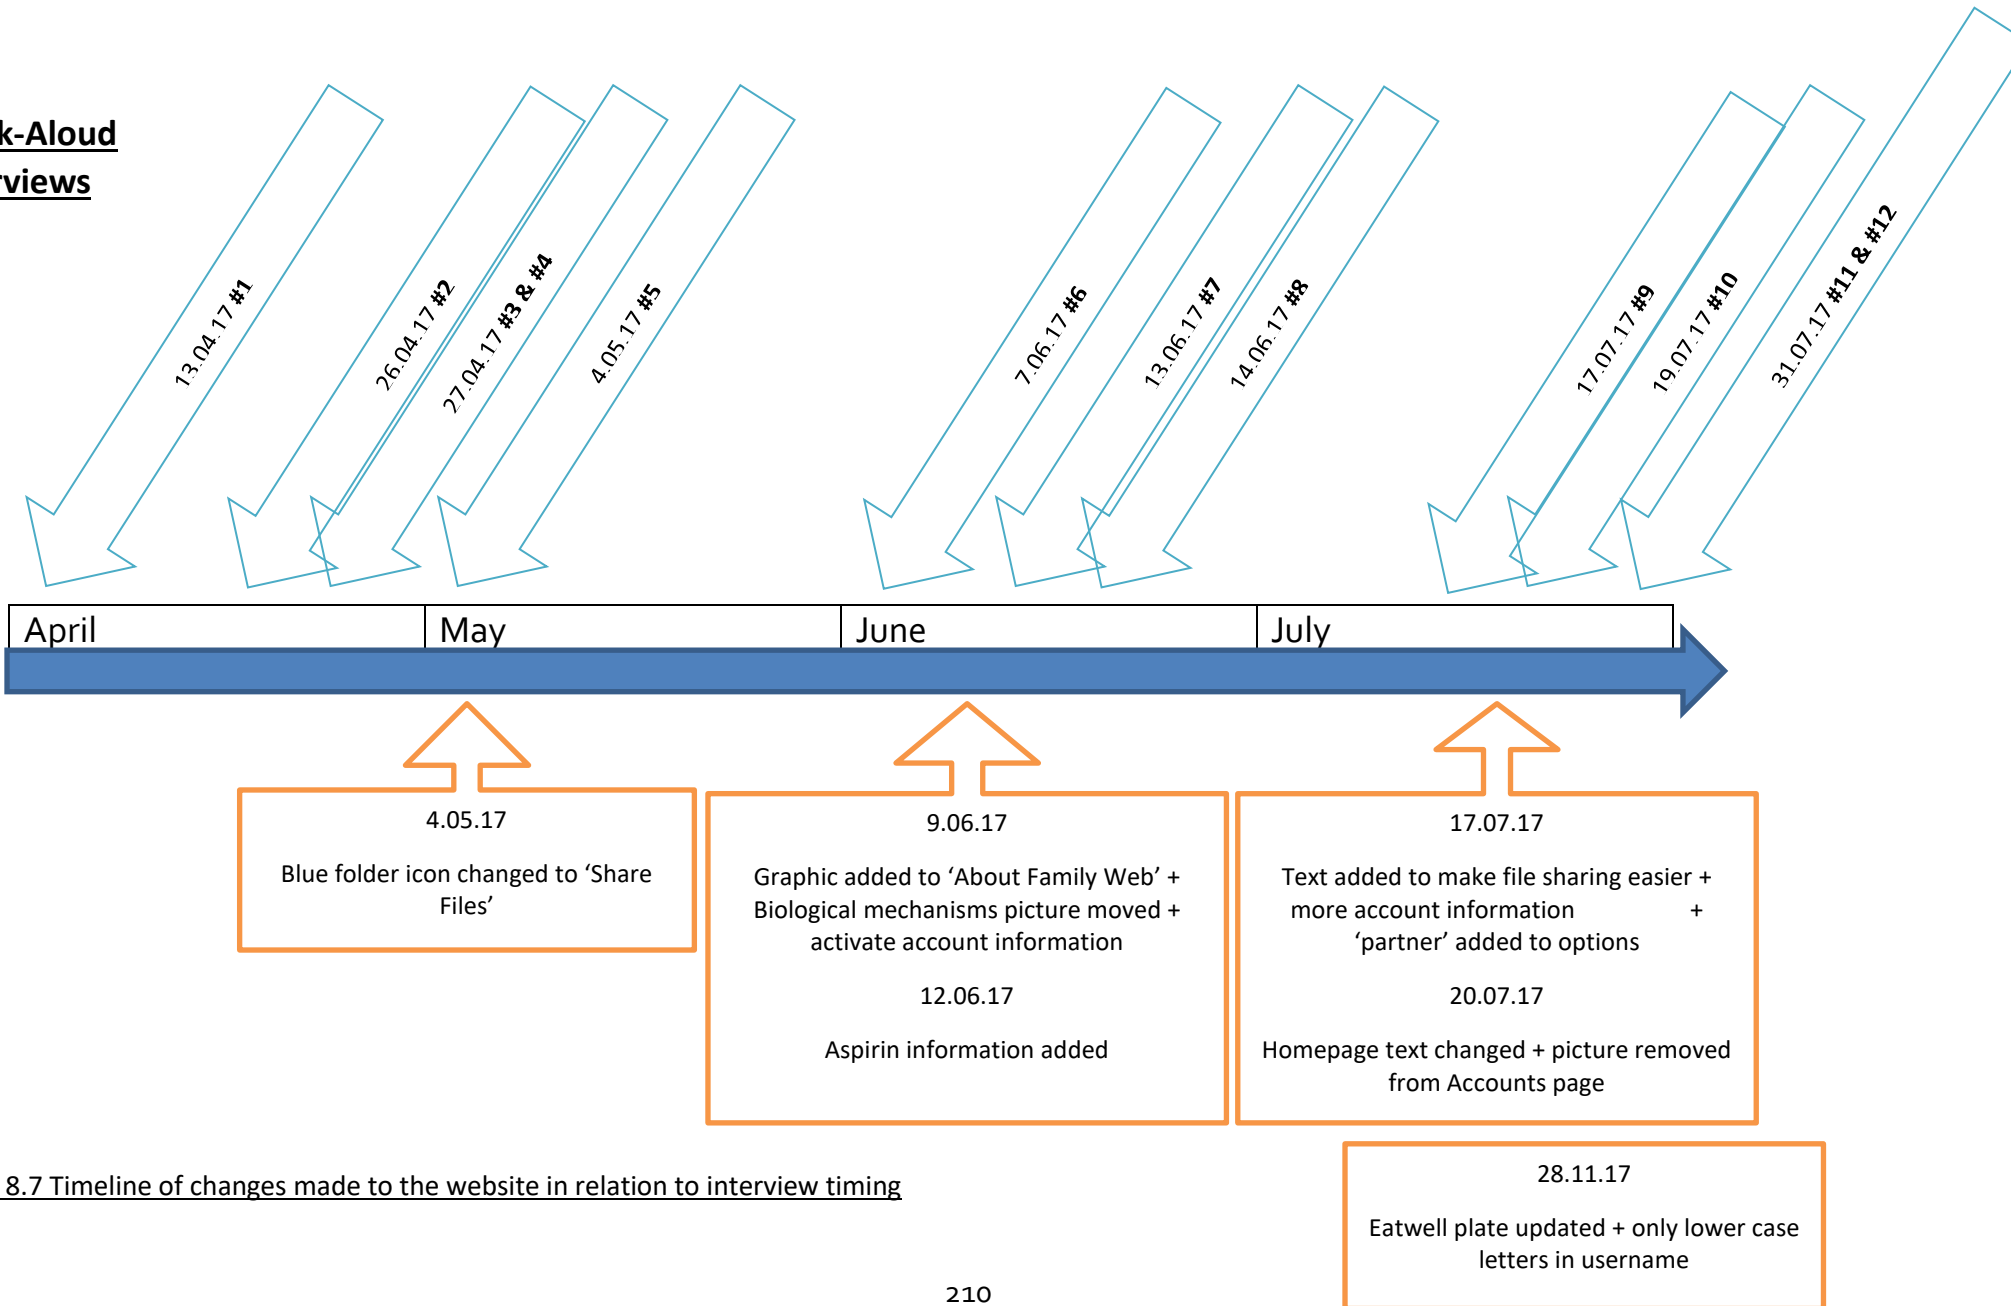 k-Aloud
rviews
13.04.17 #1
26.04.17 #2
27.04.17 #3 & #4
4.05.17 #5
7.06.17 #6
13.06.17 #7
14.06.17 #8
17.07.17 #9
19.07.17 #10
31.07.17 #11 & #12
April
May
June
July
4.05.17
Blue folder icon changed to ‘Share
Files’
9.06.17
Graphic added to ‘About Family Web’ +
Biological mechanisms picture moved +
activate account information
12.06.17
Aspirin information added
17.07.17
Text added to make file sharing easier +
more account information +
‘partner’ added to options
20.07.17
Homepage text changed + picture removed
from Accounts page
28.11.17
Eatwell plate updated + only lower case
letters in username
8.7 Timeline of changes made to the website in relation to interview timing
210